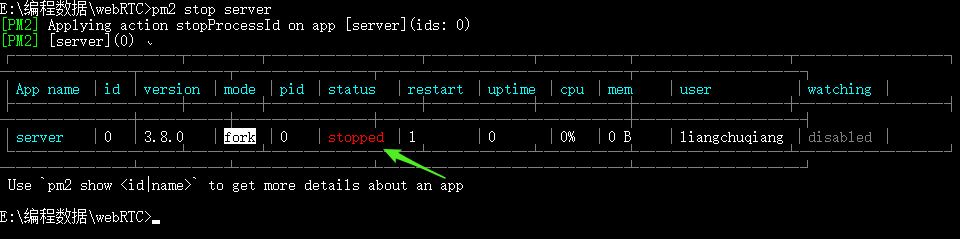 E:\编程数据\webRTC>pm2 stop server
[PM2] Applying action stopProcessId on app [server](ids: 0)
[PM2] [server](0)
App name │ id │ version │ mode │ pid │ status │ restart │ uptime │ cpu │ mem │ user │ watching
server │ 0 │ 3.8.0 │ fork │ 0 │ stopped │ 1 │ 0 │ 0% │ 0 B │ liangchuqiang │ disabled
Use `pm2 show <id|name>` to get more details about an app
E:\编程数据\webRTC>